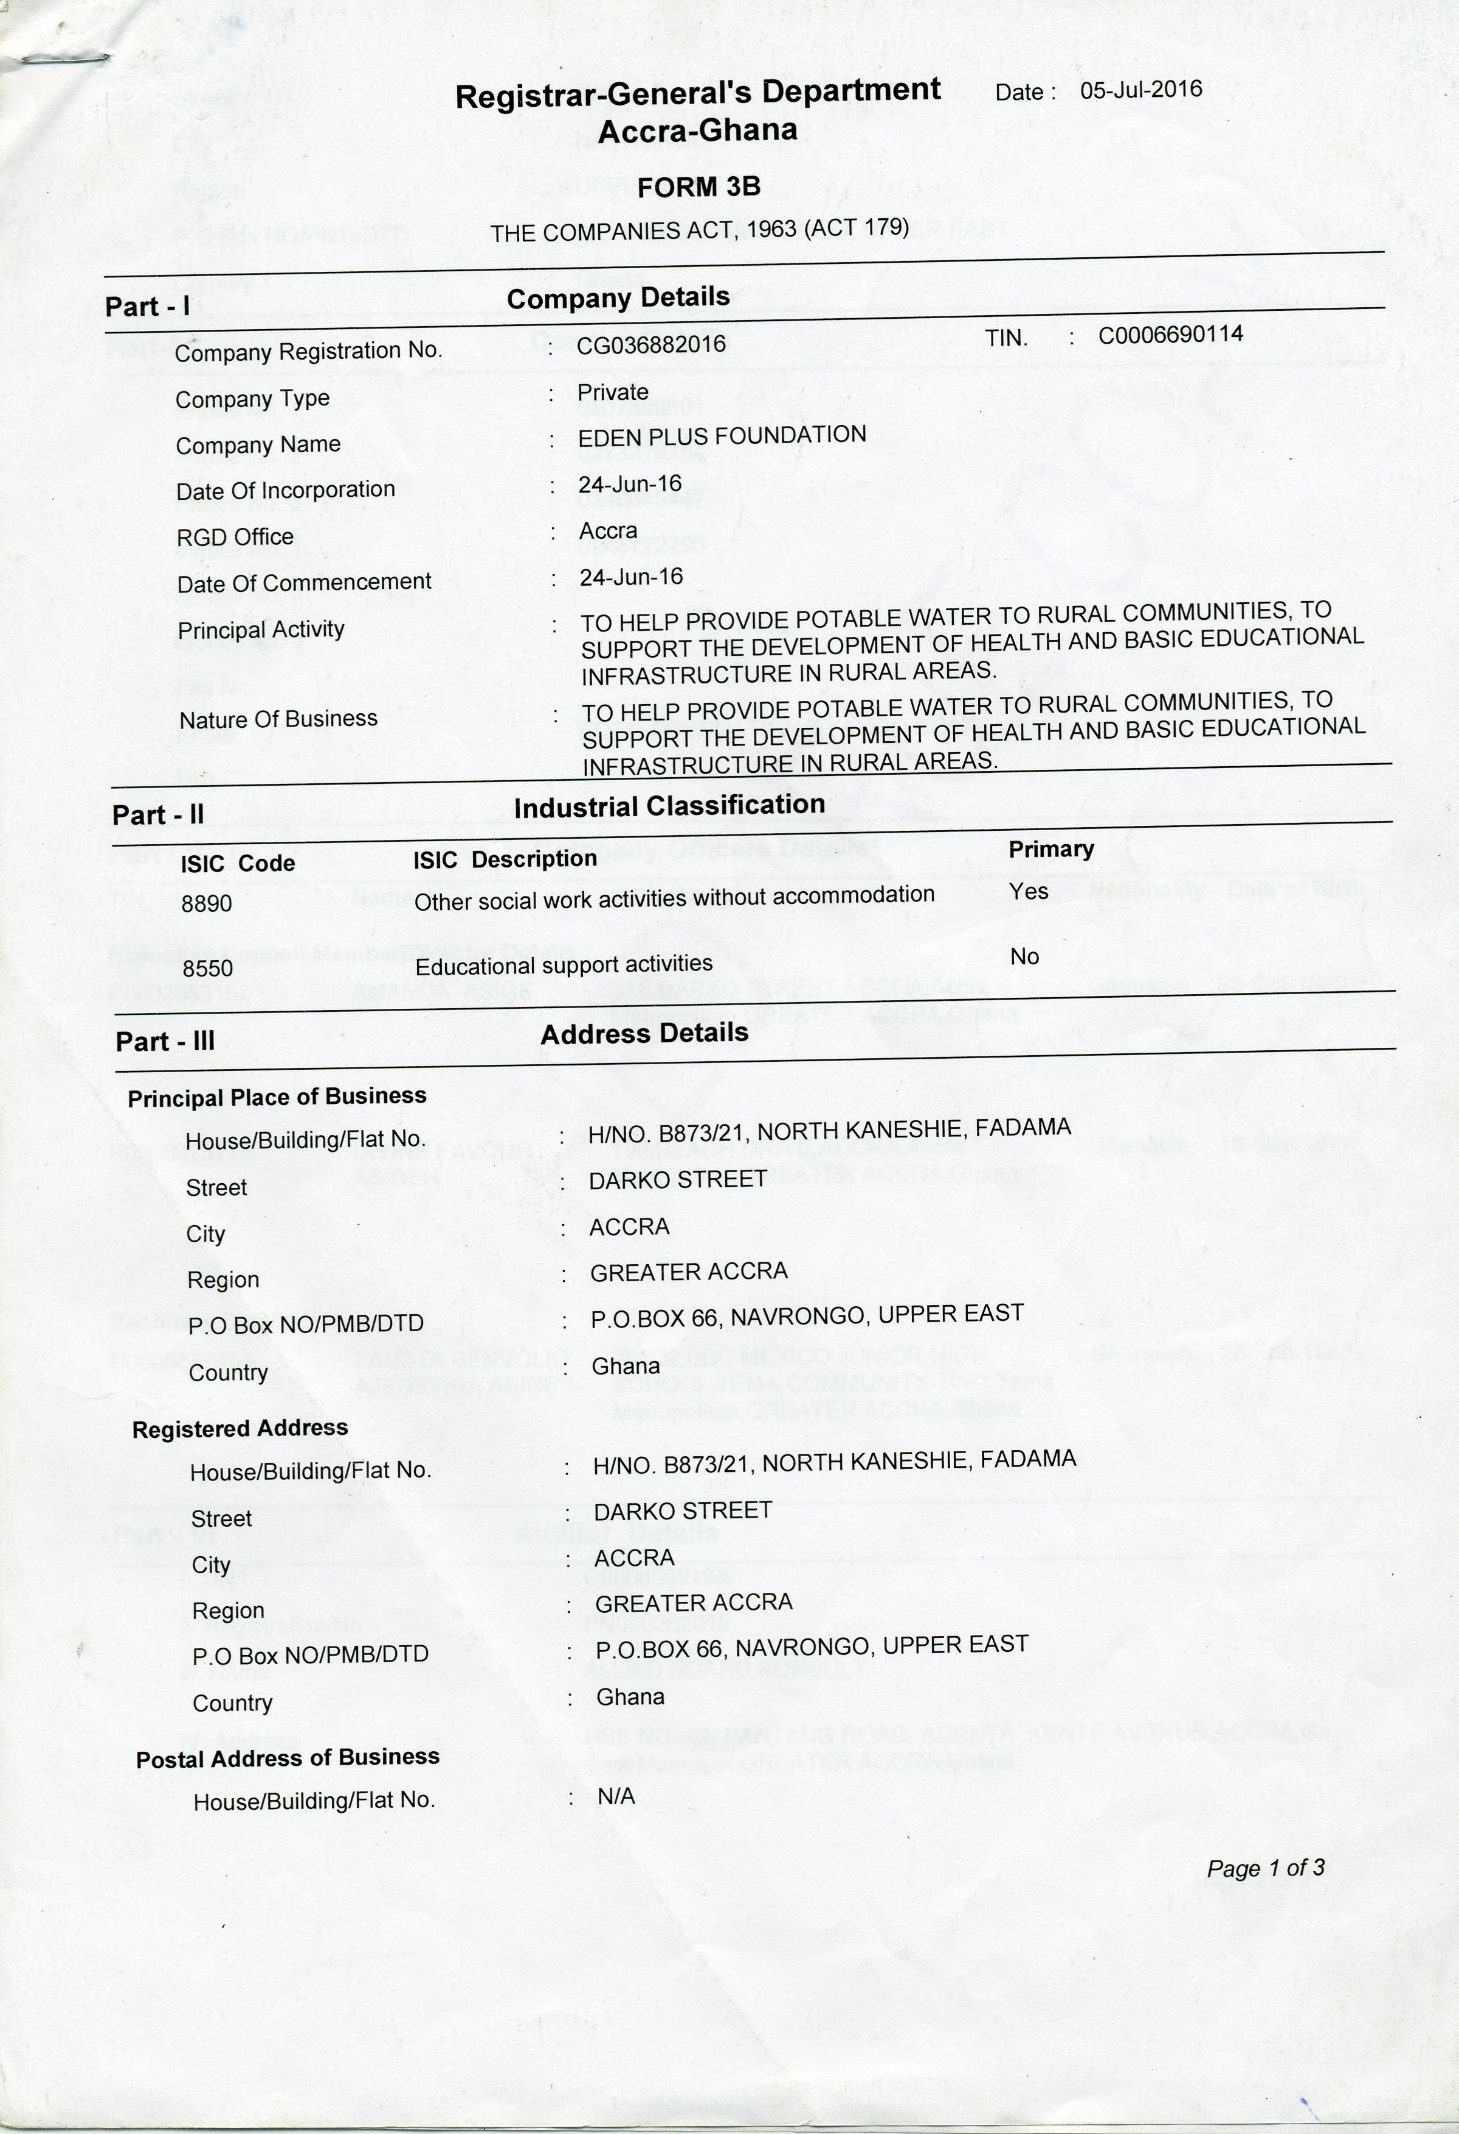 Registrar-General's Department Date : 05-Jul-2016
Accra-Ghana
FORM 3B
THE COMPANIES ACT, 1963 (ACT 179)
Part - I Company Details
Company Registration No. : CG036882016 TIN. : C0006690114
Company Type : Private
Company Name : EDEN PLUS FOUNDATION
Date Of Incorporation : 24-Jun-16
RGD Office : Accra
Date Of Commencement : 24-Jun-16
Principal Activity : TO HELP PROVIDE POTABLE WATER TO RURAL COMMUNITIES, TO
SUPPORT THE DEVELOPMENT OF HEALTH AND BASIC EDUCATIONAL
INFRASTRUCTURE IN RURAL AREAS.
Nature Of Business : TO HELP PROVIDE POTABLE WATER TO RURAL COMMUNITIES, TO
SUPPORT THE DEVELOPMENT OF HEALTH AND BASIC EDUCATIONAL
INFRASTRUCTURE IN RURAL AREAS.
Part - II Industrial Classification
ISIC Code ISIC Description Primary
8890 Other social work activities without accommodation Yes
8550 Educational support activities No
Part - III Address Details
Principal Place of Business
House/Building/Flat No. : H/NO. B873/21, NORTH KANESHIE, FADAMA
Street : DARKO STREET
City : ACCRA
Region : GREATER ACCRA
P.O Box NO/PMB/DTD : P.O.BOX 66, NAVRONGO, UPPER EAST
Country : Ghana
Registered Address
House/Building/Flat No. : H/NO. B873/21, NORTH KANESHIE, FADAMA
Street : DARKO STREET
City : ACCRA
Region : GREATER ACCRA
P.O Box NO/PMB/DTD : P.O.BOX 66, NAVRONGO, UPPER EAST
Country : Ghana
Postal Address of Business
House/Building/Flat No. : N/A
Page 1 of 3